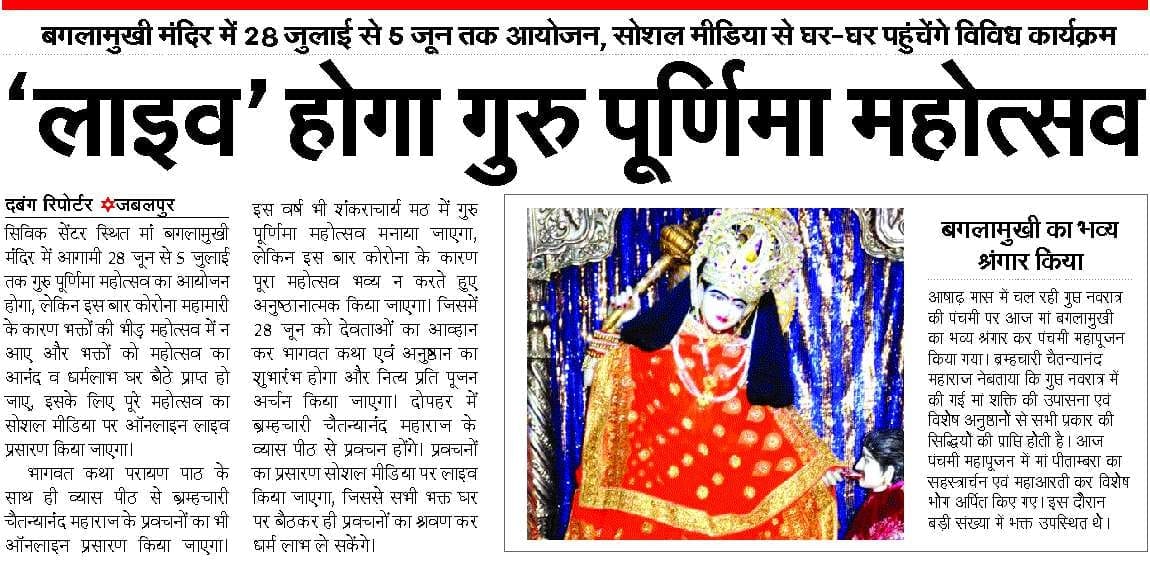 बगलामुखी मंदिर में 28 जुलाई से 5 जून तक आयोजन, सोशल मीडिया से घर-घर पहुंचेंगे विविध कार्यक्रम
‘लाइव’ होगा गुरु पूर्णिमा महोत्सव
दबंग रिपोर्टर जबलपुर
सिविक सेंटर स्थित मां बगलामुखी
मंदिर में आगामी 28 जून से 5 जुलाई
तक गुरु पूर्णिमा महोत्सव का आयोजन
होगा, लेकिन इस बार कोरोना महामारी
के कारण भक्तों की भीड़ महोत्सव में न
आए और भक्तों को महोत्सव का
आनंद व धर्मलाभ घर बैठे प्राप्त हो
जाए, इसके लिए पूरे महोत्सव का
सोशल मीडिया पर ऑनलाइन लाइव
प्रसारण किया जाएगा।
भागवत कथा परायण पाठ के
साथ ही व्यास पीठ से ब्रम्हचारी
चैतन्यानंद महाराज के प्रवचनों का भी
ऑनलाइन प्रसारण किया जाएगा।
इस वर्ष भी शंकराचार्य मठ में गुरु
पूर्णिमा महोत्सव मनाया जाएगा,
लेकिन इस बार कोरोना के कारण
पूरा महोत्सव भव्य न करते हुए
अनुष्ठानात्मक किया जाएगा। जिसमें
28 जून को देवताओं का आव्हान
कर भागवत कथा एवं अनुष्ठान का
शुभारंभ होगा और नित्य प्रति पूजन
अर्चन किया जाएगा। दोपहर में
ब्रम्हचारी चैतन्यानंद महाराज के
व्यास पीठ से प्रवचन होंगे। प्रवचनों
का प्रसारण सोशल मीडिया पर लाइव
किया जाएगा, जिससे सभी भक्त घर
पर बैठकर ही प्रवचनों का श्रवण कर
धर्म लाभ ले सकेंगे।
बगलामुखी का भव्य
श्रंगार किया
आषाढ़ मास में चल रही गुप्त नवरात्र
की पंचमी पर आज मां बगलामुखी
का भव्य श्रंगार कर पंचमी महापूजन
किया गया। ब्रम्हचारी चैतन्यानंद
महाराज नेबताया कि गुप्त नवरात्र में
की गई मां शक्ति की उपासना एवं
विशेष अनुष्ठानों से सभी प्रकार की
सिद्धियों की प्राप्ति होती है। आज
पंचमी महापूजन में मां पीताम्बरा का
सहस्त्रार्चन एवं महाआरती कर विशेष
भोग अर्पित किए गए। इस दौरान
बड़ी संख्या में भक्त उपस्थित थे।